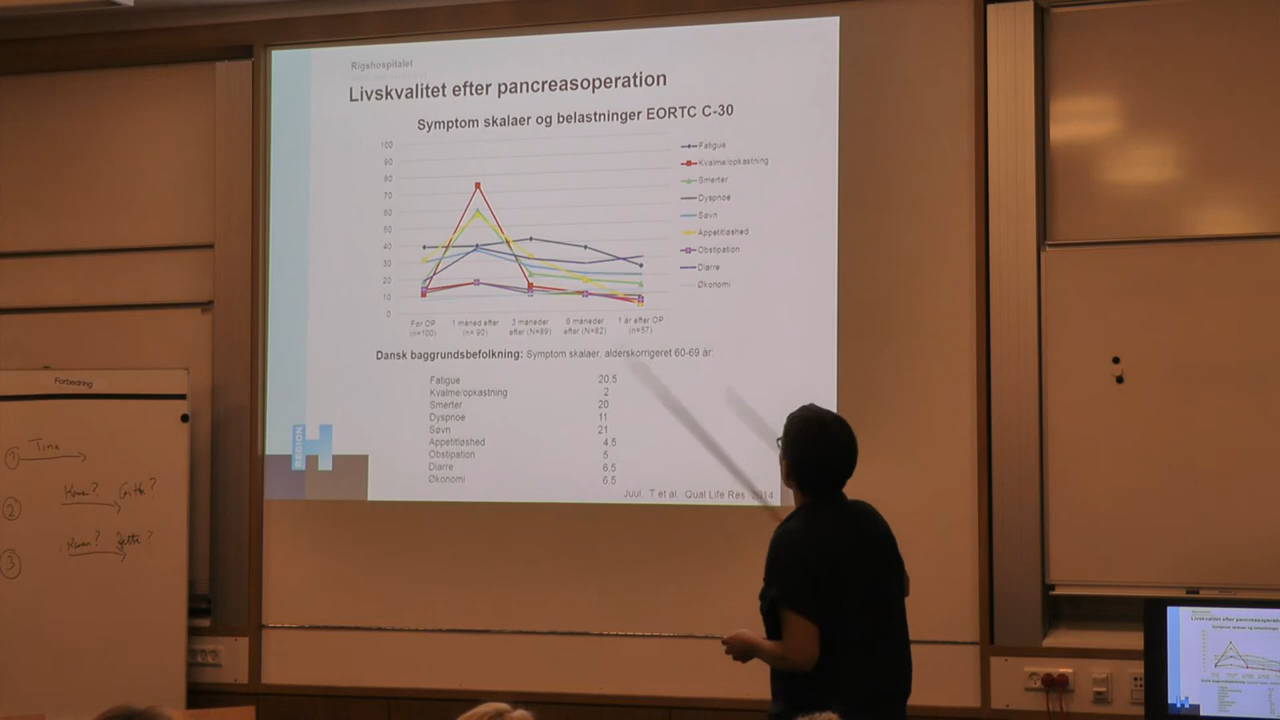 Rigshospitalet
Livskvalitet efter pancreasoperation
Symptom skalaer og belastninger EORTC C-30
100
90
80
70
60
50
40
30
20
10
0
Før OP (n=100)
1 måned efter (n= 90)
3 måneder efter (N=89)
6 måneder efter (N=82)
1 år efter OP (n=57)
Fatigue
Kvalme/opkastning
Smerter
Dyspnoe
Søvn
Appetitløshed
Obstipation
Diarre
Økonomi
Dansk baggrundsbefolkning: Symptom skalaer, alderskorrigeret 60-69 år:
Fatigue 20,5
Kvalme/opkastning 2
Smerter 20
Dyspnoe 11
Søvn 21
Appetitløshed 4,5
Obstipation 5
Diarre 6,5
Økonomi 6,5
Juul, T et al. Qual Life Res 2014
REGION
H
Forbedring
1
2
3
Livskvalitet efter pancreasoperation